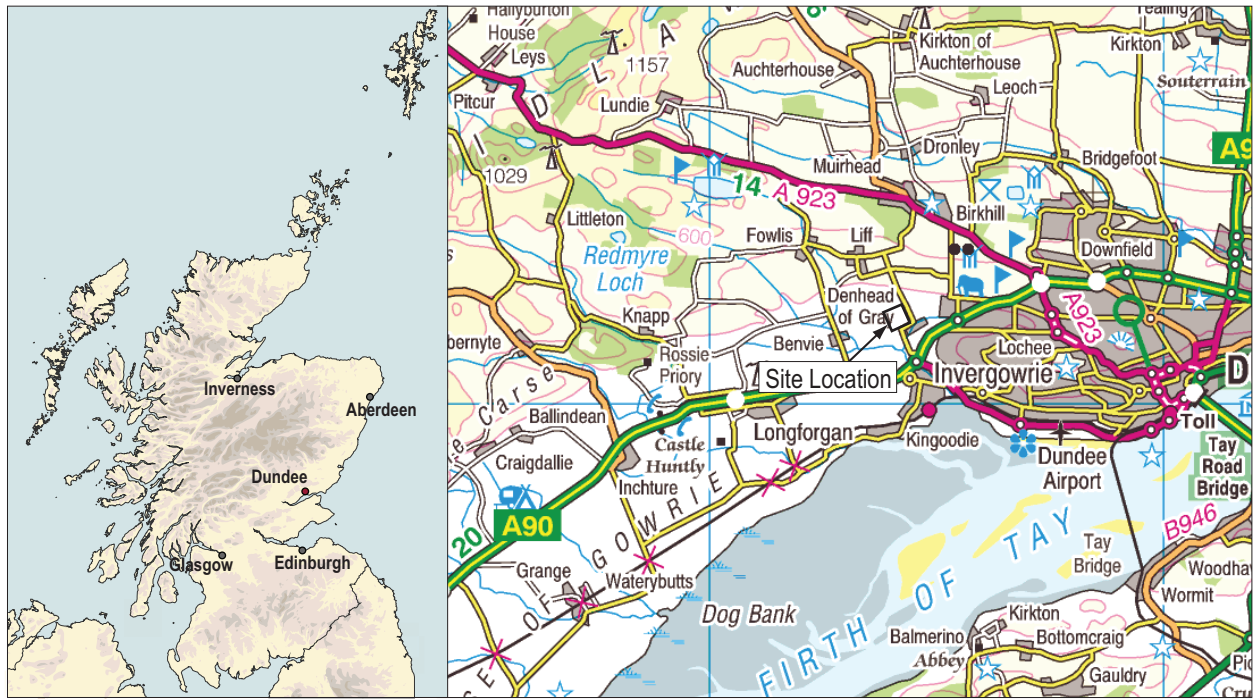 Inverness
Aberdeen
Dundee
Glasgow
Edinburgh
Hallyburton
House
Leys
Pitcur
1157
Lundie
L
A
D
I
1029
Littleton
Redmyre
Loch
600
Knapp
Rossie
Priory
Carse
Ballindean
Craigdallie
Inchture
Castle
Huntly
Longforgan
A90
20
Grange
Waterybutts
OF GOWRIE
Dog Bank
Auchterhouse
Kirkton of
Auchterhouse
Leoch
Dronley
Muirhead
14
A 923
Birkhill
Fowlis
Liff
Denhead
of Gray
Benvie
Site Location
Invergowrie
Kingoodie
Kirkton
Souterrain
Bridgefoot
Downfield
A923
Lochee
D
Toll
Tay
Road
Bridge
Dundee
Airport
FIRTH OF TAY
Tay
Bridge
B946
Wormit
Kirkton
Balmerino
Abbey
Bottomcraig
Gauldry